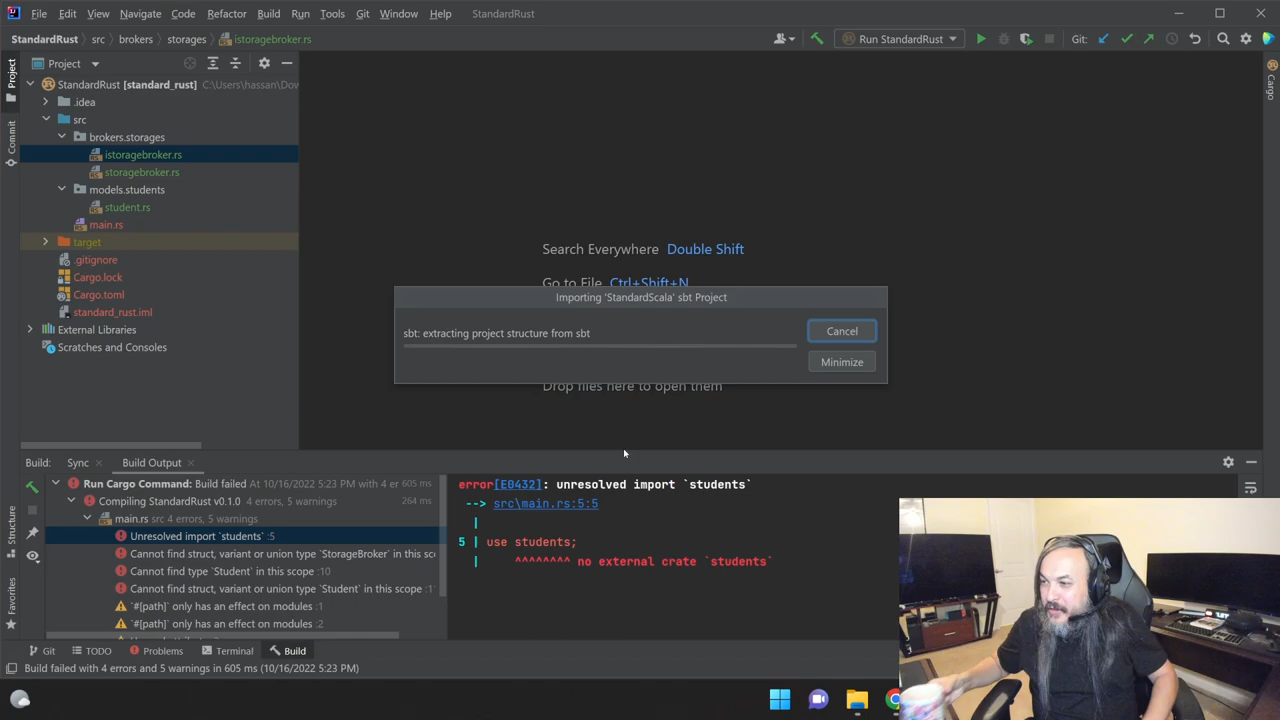 File Edit View Navigate Code Refactor Build Run Tools Git Window Help StandardRust
StandardRust src brokers storages istoragebroker.rs Run StandardRust Git:
Project
Project
StandardRust [standard_rust] C:\Users\hassan\Dov
.idea
src
brokers.storages
istoragebroker.rs
storagebroker.rs
models.students
student.rs
main.rs
target
.gitignore
Cargo.lock
Cargo.toml
standard_rust.iml
External Libraries
Scratches and Consoles
Commit
Cargo
Search Everywhere Double Shift
Go to File Ctrl+Shift+N
Importing 'StandardScala' sbt Project
sbt: extracting project structure from sbt
Cancel
Minimize
Drop files here to open them
Build: Sync Build Output
Run Cargo Command: Build failed At 10/16/2022 5:23 PM with 4 er 605 ms
Compiling StandardRust v0.1.0 4 errors, 5 warnings 264 ms
main.rs src 4 errors, 5 warnings
Unresolved import `students` :5
Cannot find struct, variant or union type `StorageBroker` in this sco
Cannot find type `Student` in this scope :10
Cannot find struct, variant or union type `Student` in this scope :1
`#[path]` only has an effect on modules :1
`#[path]` only has an effect on modules :2
error[E0432]: unresolved import `students`
--> src\main.rs:5:5
|
5 | use students;
| ^^^^^^^^ no external crate `students`
Structure
Favorites
Git TODO Problems Terminal Build
Build failed with 4 errors and 5 warnings in 605 ms (10/16/2022 5:23 PM)